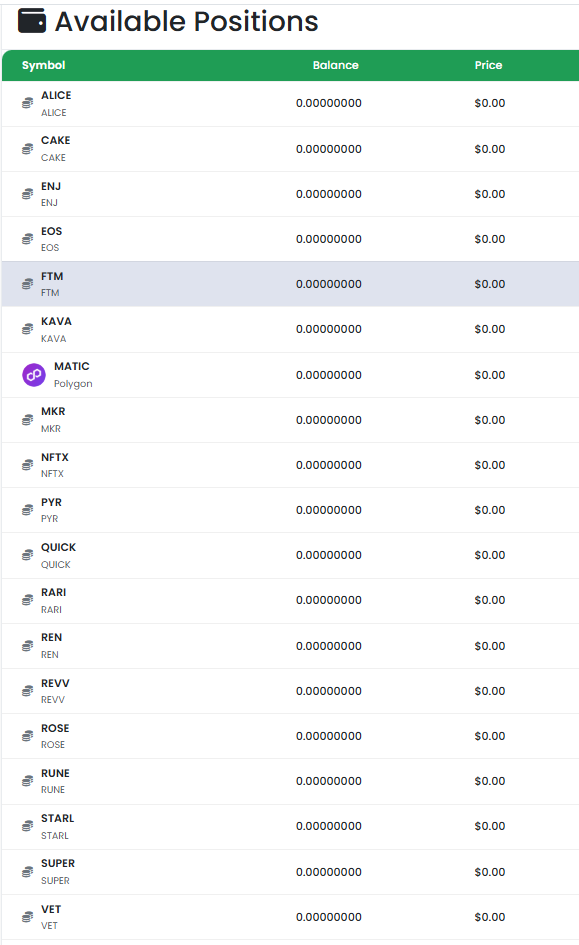 Available Positions
Symbol Balance Price
ALICE
ALICE 0.00000000 $0.00
CAKE
CAKE 0.00000000 $0.00
ENJ
ENJ 0.00000000 $0.00
EOS
EOS 0.00000000 $0.00
FTM
FTM 0.00000000 $0.00
KAVA
KAVA 0.00000000 $0.00
MATIC
Polygon 0.00000000 $0.00
MKR
MKR 0.00000000 $0.00
NFTX
NFTX 0.00000000 $0.00
PYR
PYR 0.00000000 $0.00
QUICK
QUICK 0.00000000 $0.00
RARI
RARI 0.00000000 $0.00
REN
REN 0.00000000 $0.00
REVV
REVV 0.00000000 $0.00
ROSE
ROSE 0.00000000 $0.00
RUNE
RUNE 0.00000000 $0.00
STARL
STARL 0.00000000 $0.00
SUPER
SUPER 0.00000000 $0.00
VET
VET 0.00000000 $0.00